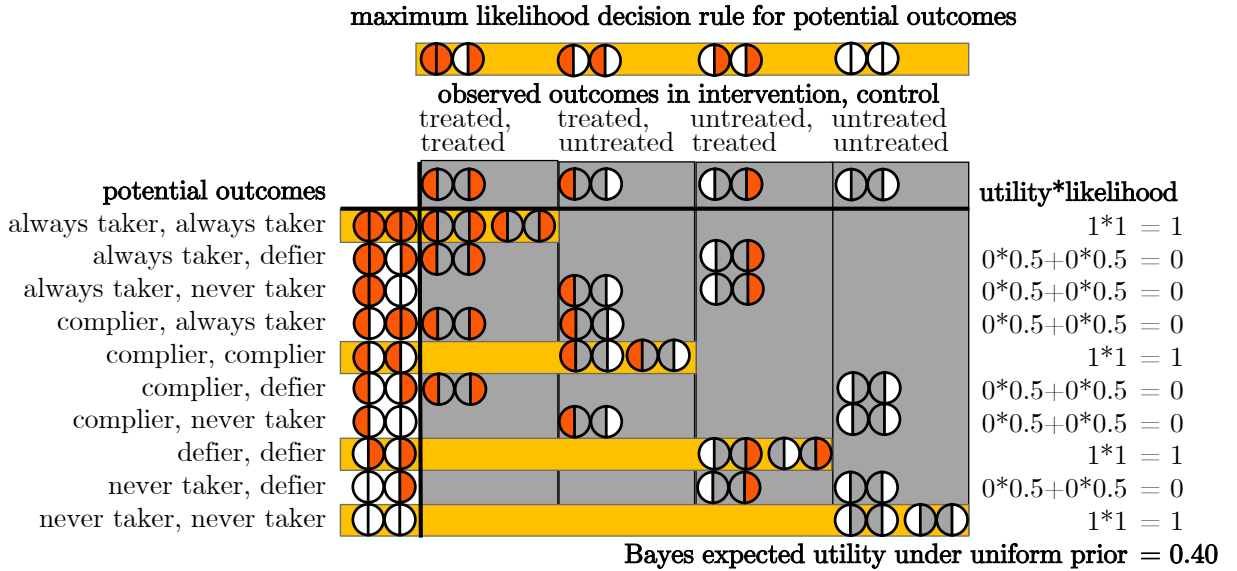 maximum likelihood decision rule for potential outcomes
observed outcomes in intervention, control
treated, treated, untreated, untreated
treated untreated treated untreated
potential outcomes utility*likelihood
always taker, always taker 1*1 = 1
always taker, defier 0*0.5+0*0.5 = 0
always taker, never taker 0*0.5+0*0.5 = 0
complier, always taker 0*0.5+0*0.5 = 0
complier, complier 1*1 = 1
complier, defier 0*0.5+0*0.5 = 0
complier, never taker 0*0.5+0*0.5 = 0
defier, defier 1*1 = 1
never taker, defier 0*0.5+0*0.5 = 0
never taker, never taker 1*1 = 1
Bayes expected utility under uniform prior = 0.40